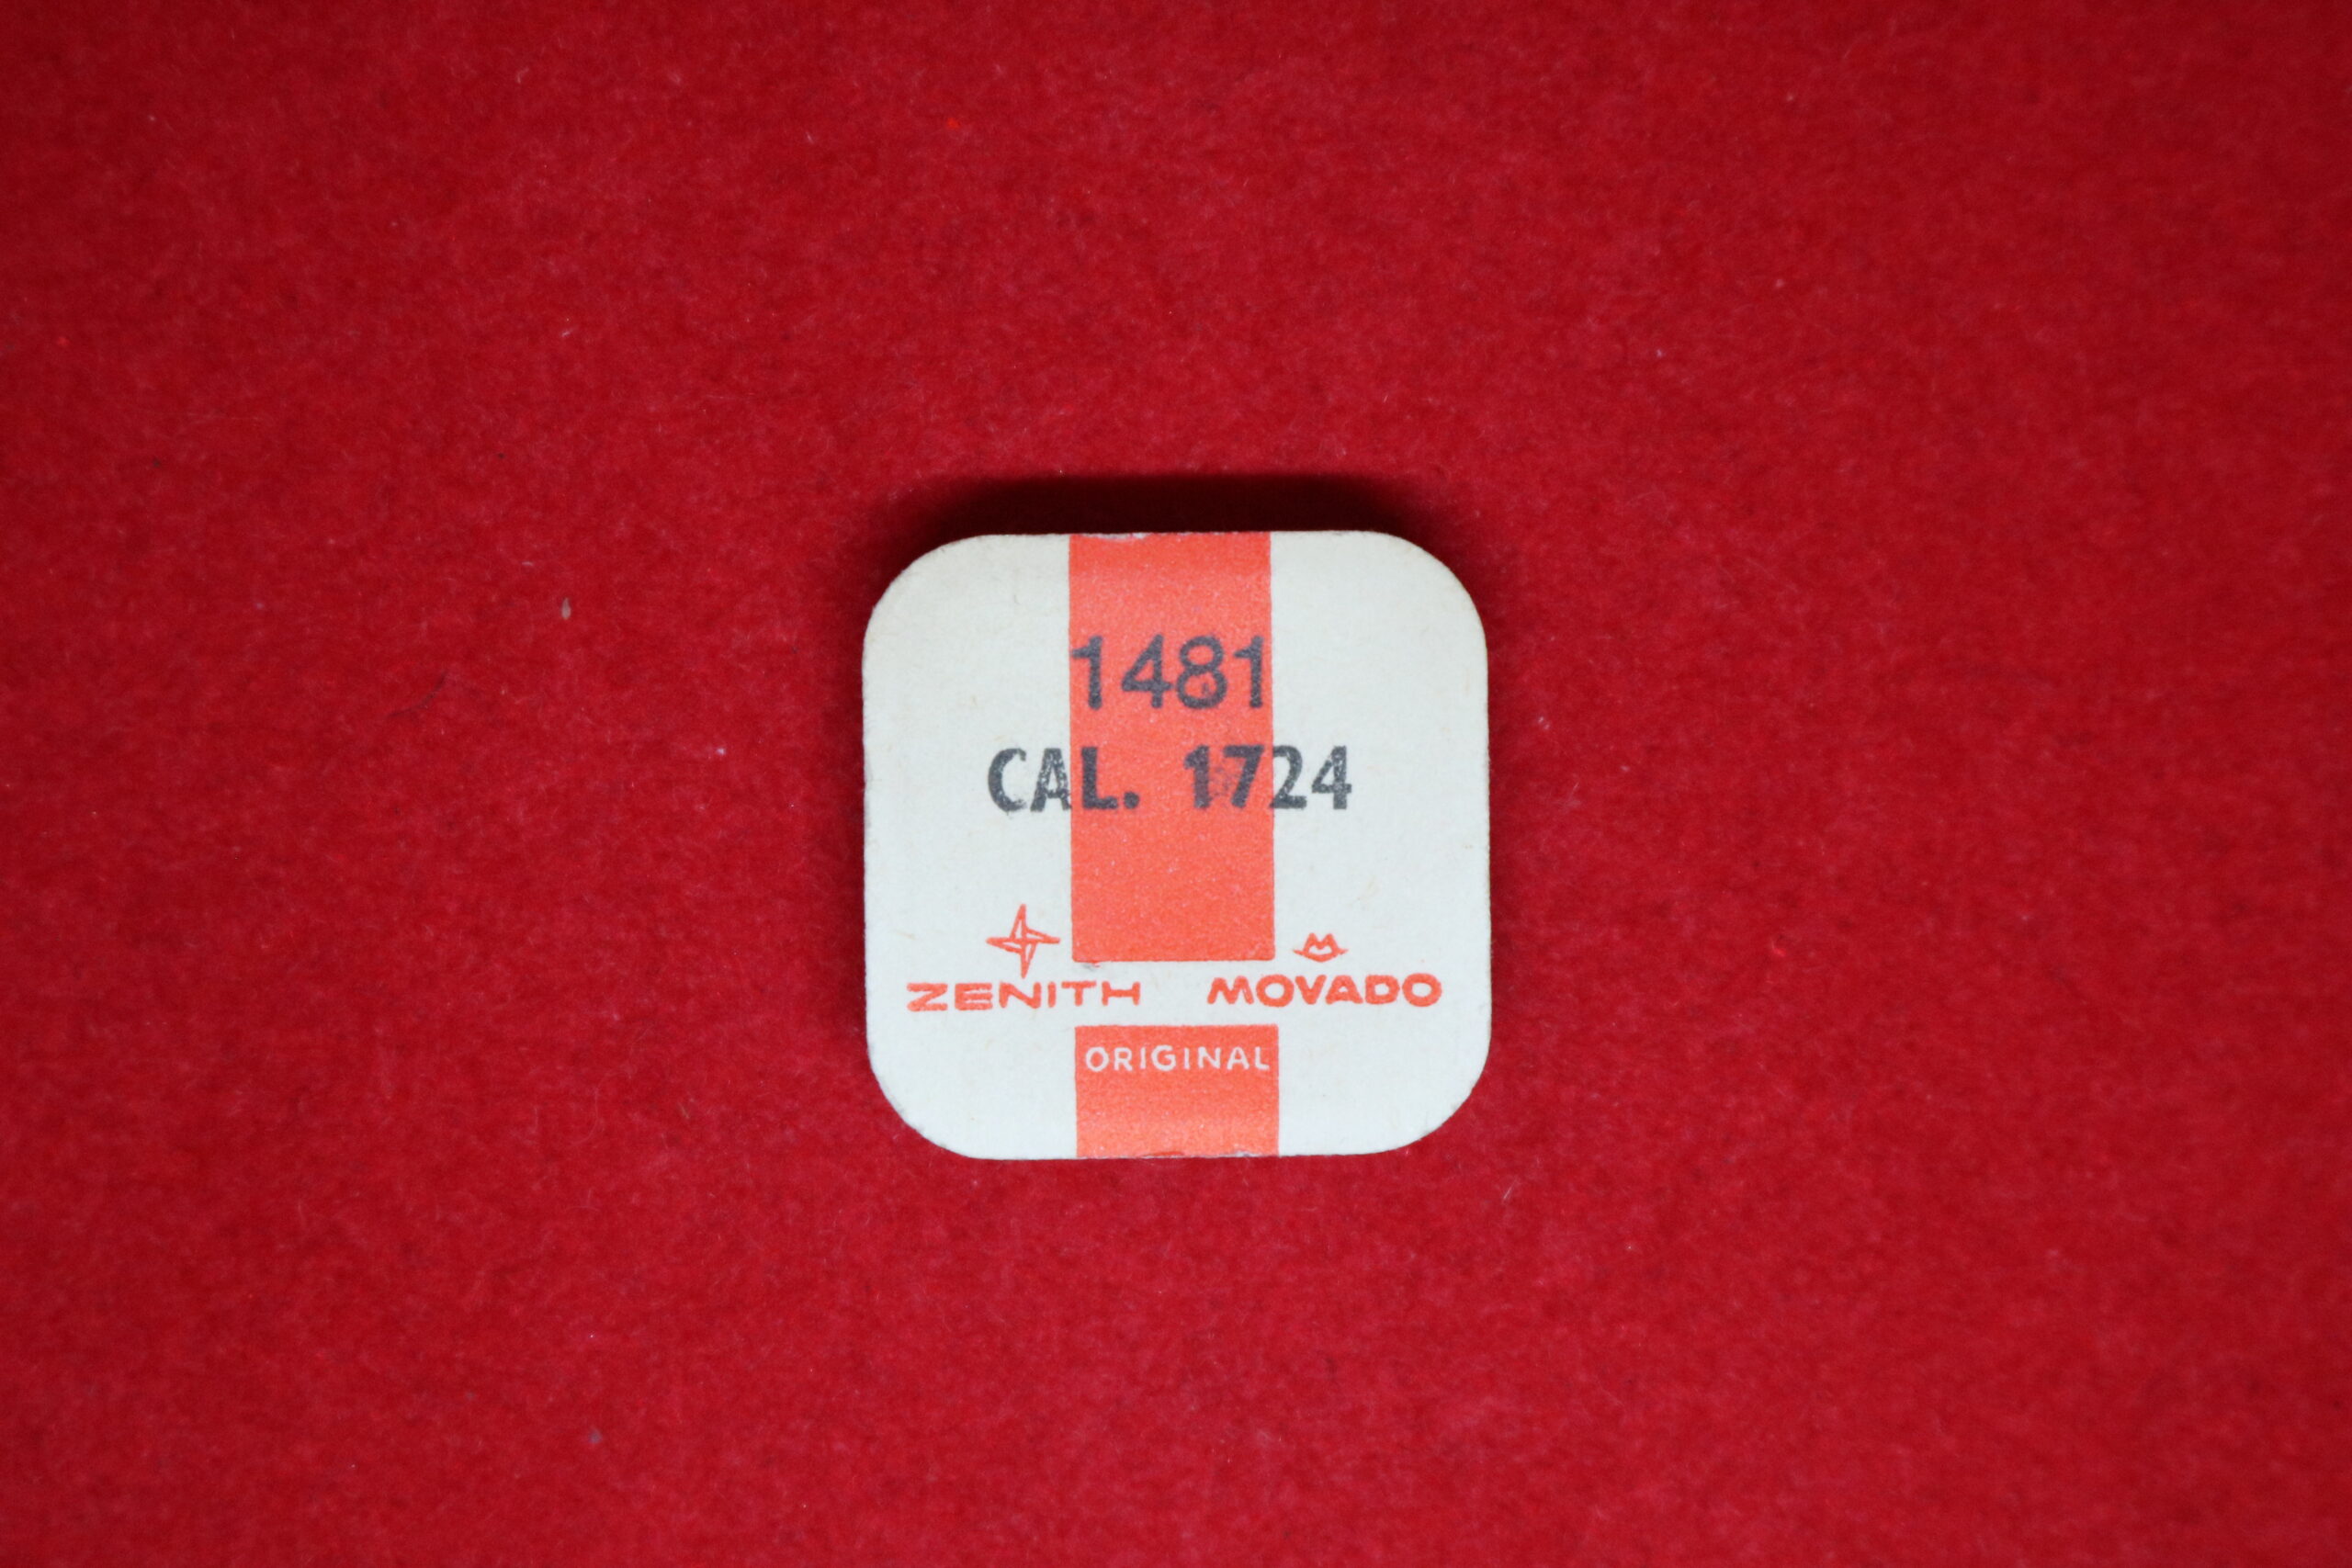 1481
CAL. 1724
ZENITH MOVADO
ORIGINAL